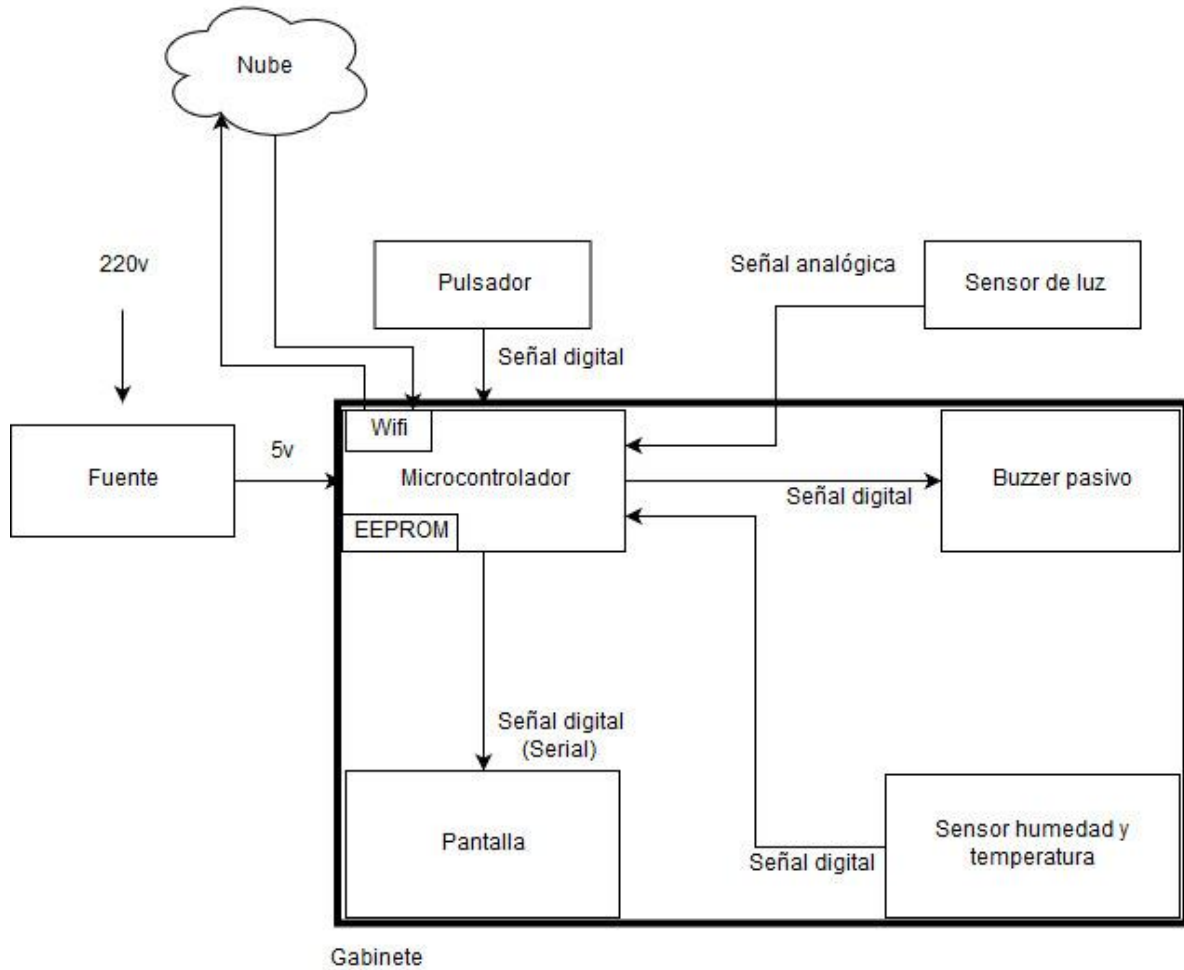 Nube
220v
Pulsador
Señal analógica
Sensor de luz
Señal digital
Wifi
Fuente
5v
Microcontrolador
Señal digital
Buzzer pasivo
EEPROM
Señal digital
(Serial)
Pantalla
Señal digital
Sensor humedad y
temperatura
Gabinete